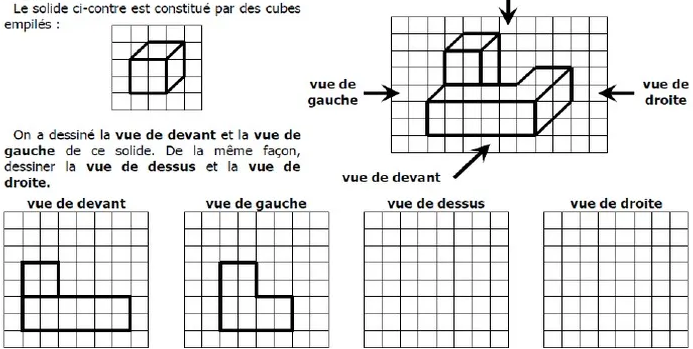 Le solide ci-contre est constitué par des cubes
empilés :
vue de
gauche
vue de
droite
On a dessiné la vue de devant et la vue de
gauche de ce solide. De la même façon,
dessiner la vue de dessus et la vue de
droite.
vue de devant
vue de devant
vue de gauche
vue de dessus
vue de droite